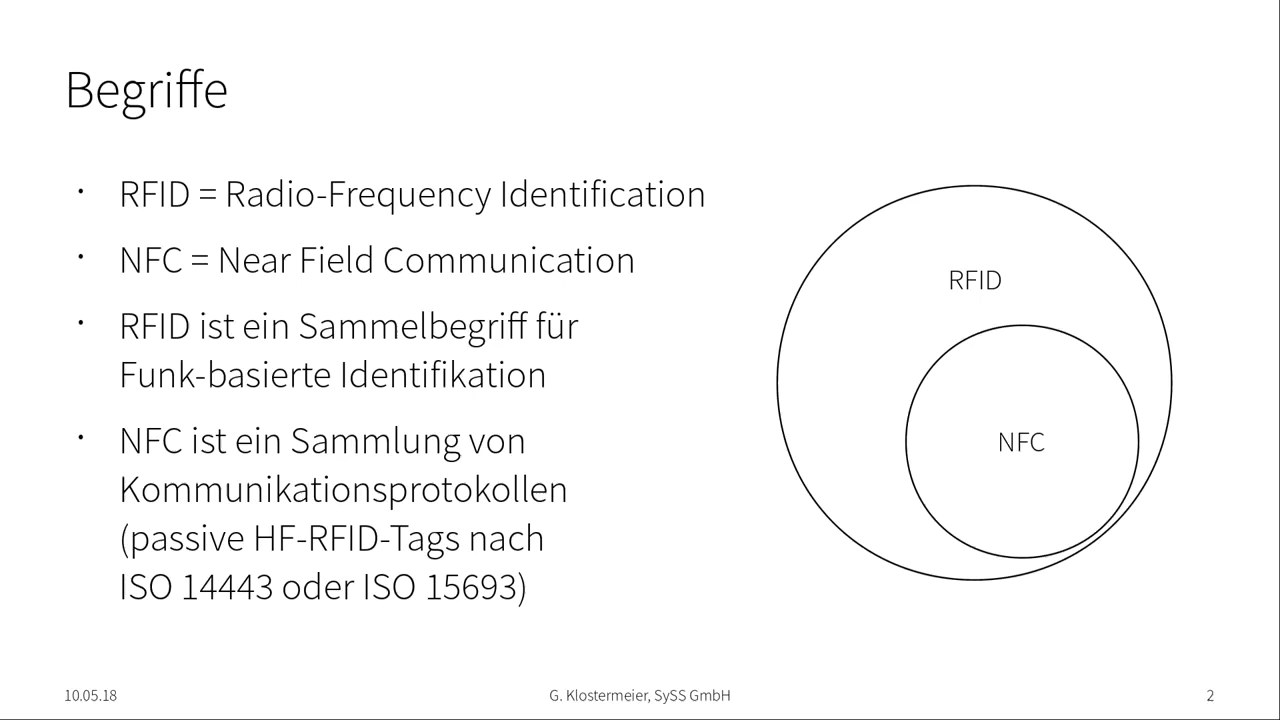 Begriffe
· RFID = Radio-Frequency Identification
· NFC = Near Field Communication
· RFID ist ein Sammelbegriff für
Funk-basierte Identifikation
· NFC ist ein Sammlung von
Kommunikationsprotokollen
(passive HF-RFID-Tags nach
ISO 14443 oder ISO 15693)
RFID
NFC
10.05.18
G. Klostermeier, SySS GmbH
2